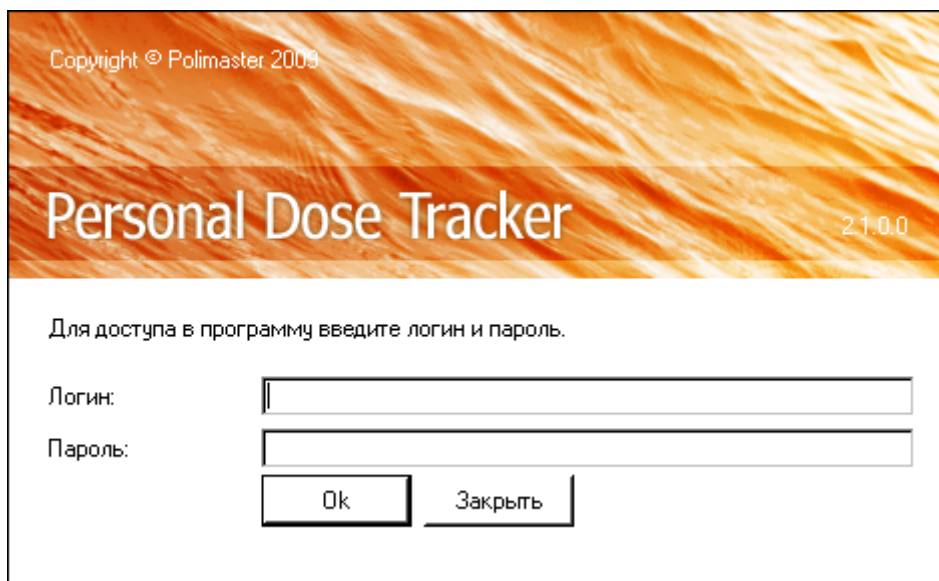 Copyright © Polimaster 2009
Personal Dose Tracker
2.1.0.0
Для доступа в программу введите логин и пароль.
Логин:
Пароль:
Ok Закрыть